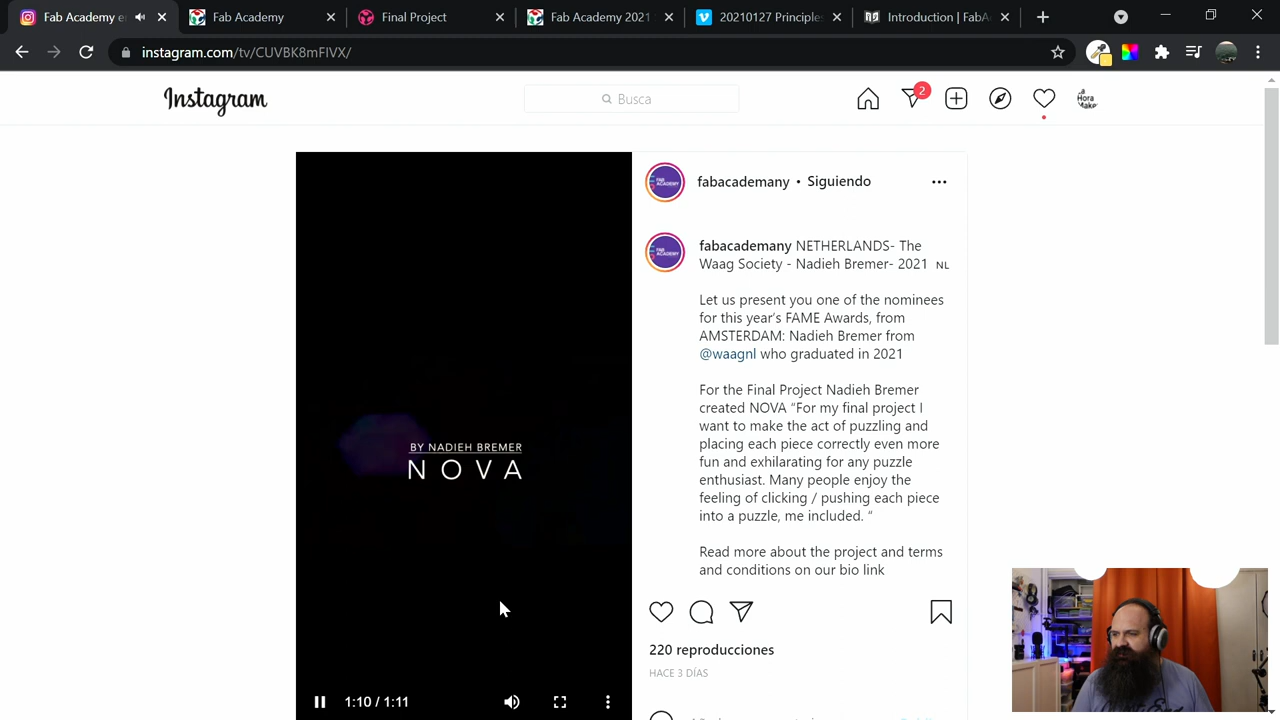 Fab Academy e
Fab Academy
Final Project
Fab Academy 2021
20210127 Principles
Introduction | FabA
instagram.com/tv/CUVBK8mFIVX/
Instagram
Busca
2
a Hora Make
fabacademany • Siguiendo
FAB ACADEMY
fabacademany NETHERLANDS- The
Waag Society - Nadieh Bremer- 2021 NL
Let us present you one of the nominees
for this year's FAME Awards, from
AMSTERDAM: Nadieh Bremer from
@waagnl who graduated in 2021
For the Final Project Nadieh Bremer
created NOVA “For my final project I
want to make the act of puzzling and
placing each piece correctly even more
fun and exhilarating for any puzzle
enthusiast. Many people enjoy the
feeling of clicking / pushing each piece
into a puzzle, me included. “
Read more about the project and terms
and conditions on our bio link
220 reproducciones
HACE 3 DÍAS
BY NADIEH BREMER
NOVA
1:10 / 1:11